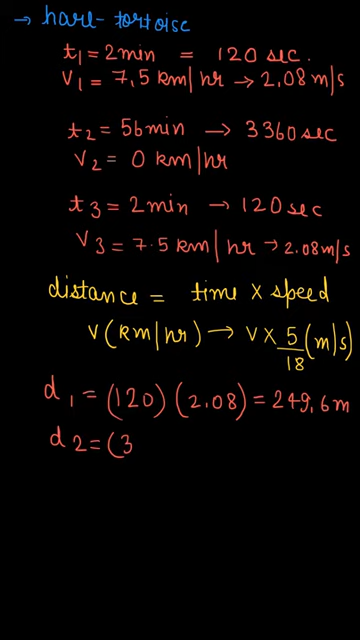 → hare - tortoise
t₁ = 2min = 120 sec.
V₁ = 7.5 km|hr → 2.08 m|s
t₂ = 56min → 3360 sec
V₂ = 0 km|hr
t₃ = 2min → 120 sec
V₃ = 7.5 km|hr → 2.08m|s
distance = time × speed
V(km|hr) → V × 5/18 (m|s)
d₁ = (120) (2.08) = 249.6 m
d₂ = (3